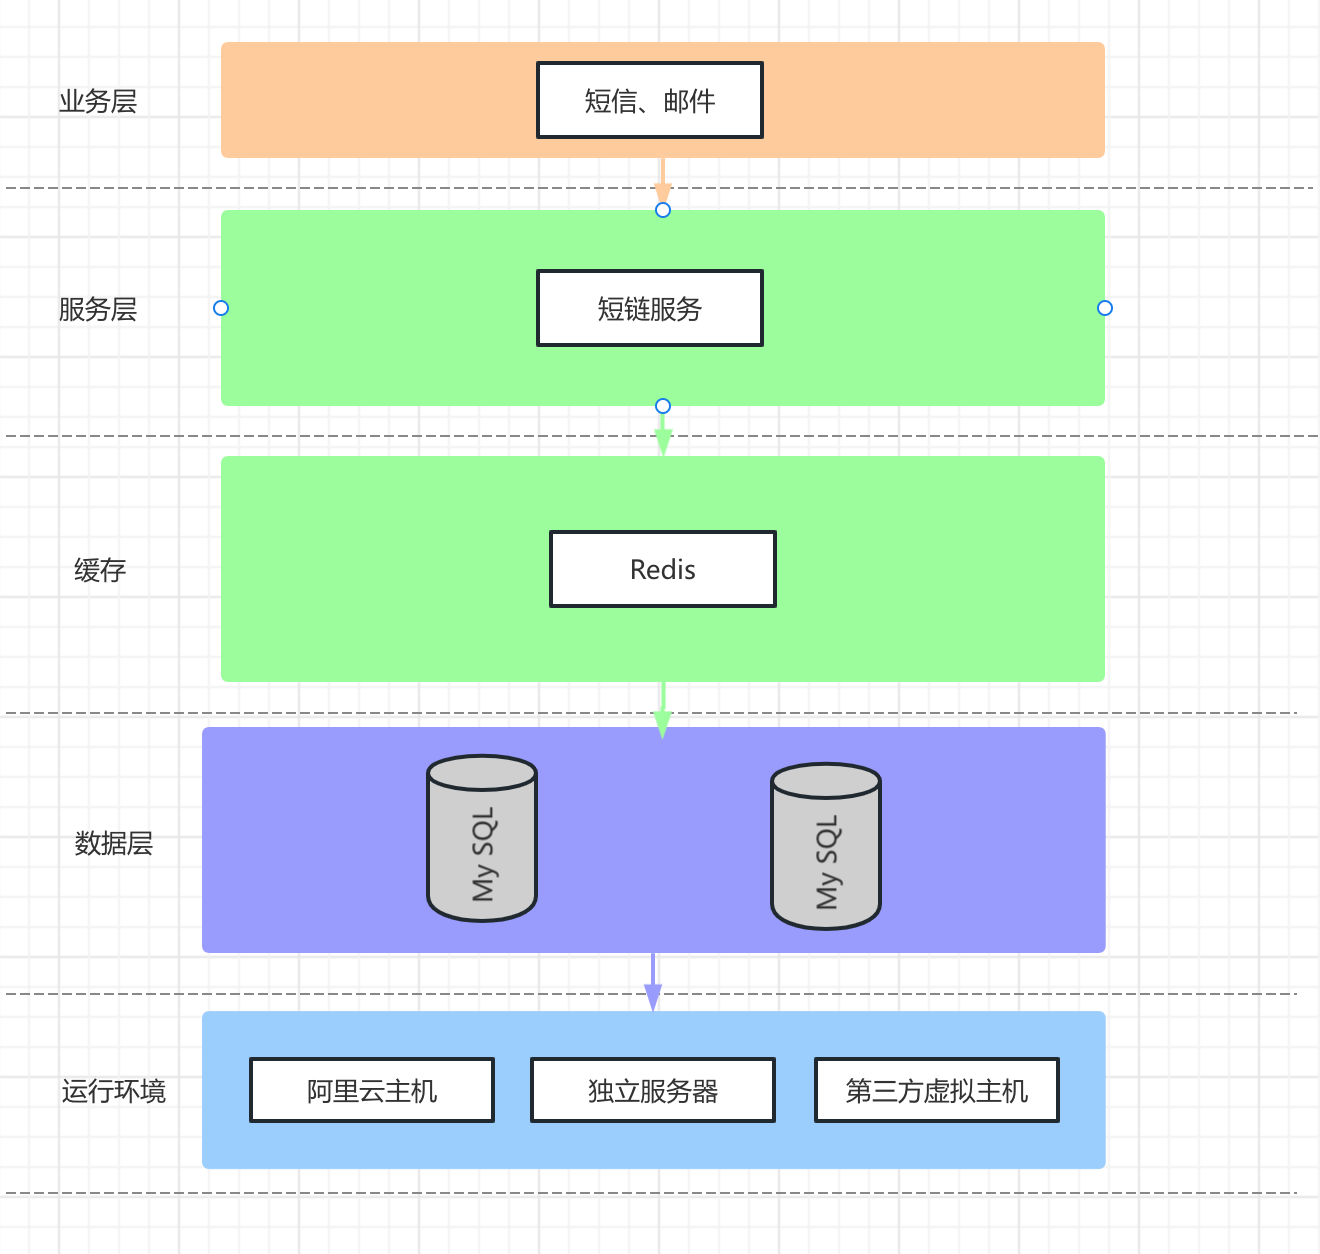 业务层
短信、邮件
服务层
短链服务
缓存
Redis
数据层
My SQL
My SQL
运行环境
阿里云主机
独立服务器
第三方虚拟主机